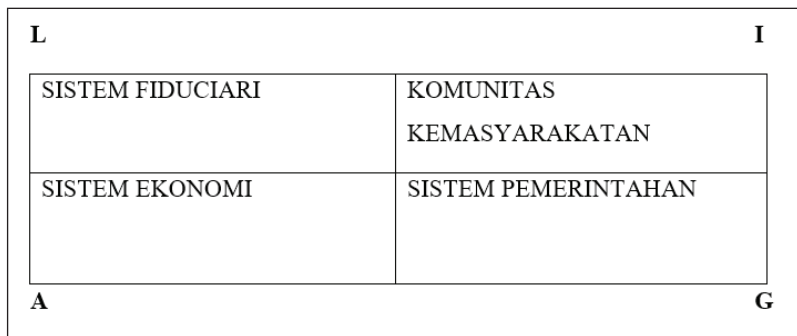 L I
SISTEM FIDUCIARI KOMUNITAS
KEMASYARAKATAN
SISTEM EKONOMI SISTEM PEMERINTAHAN
A G